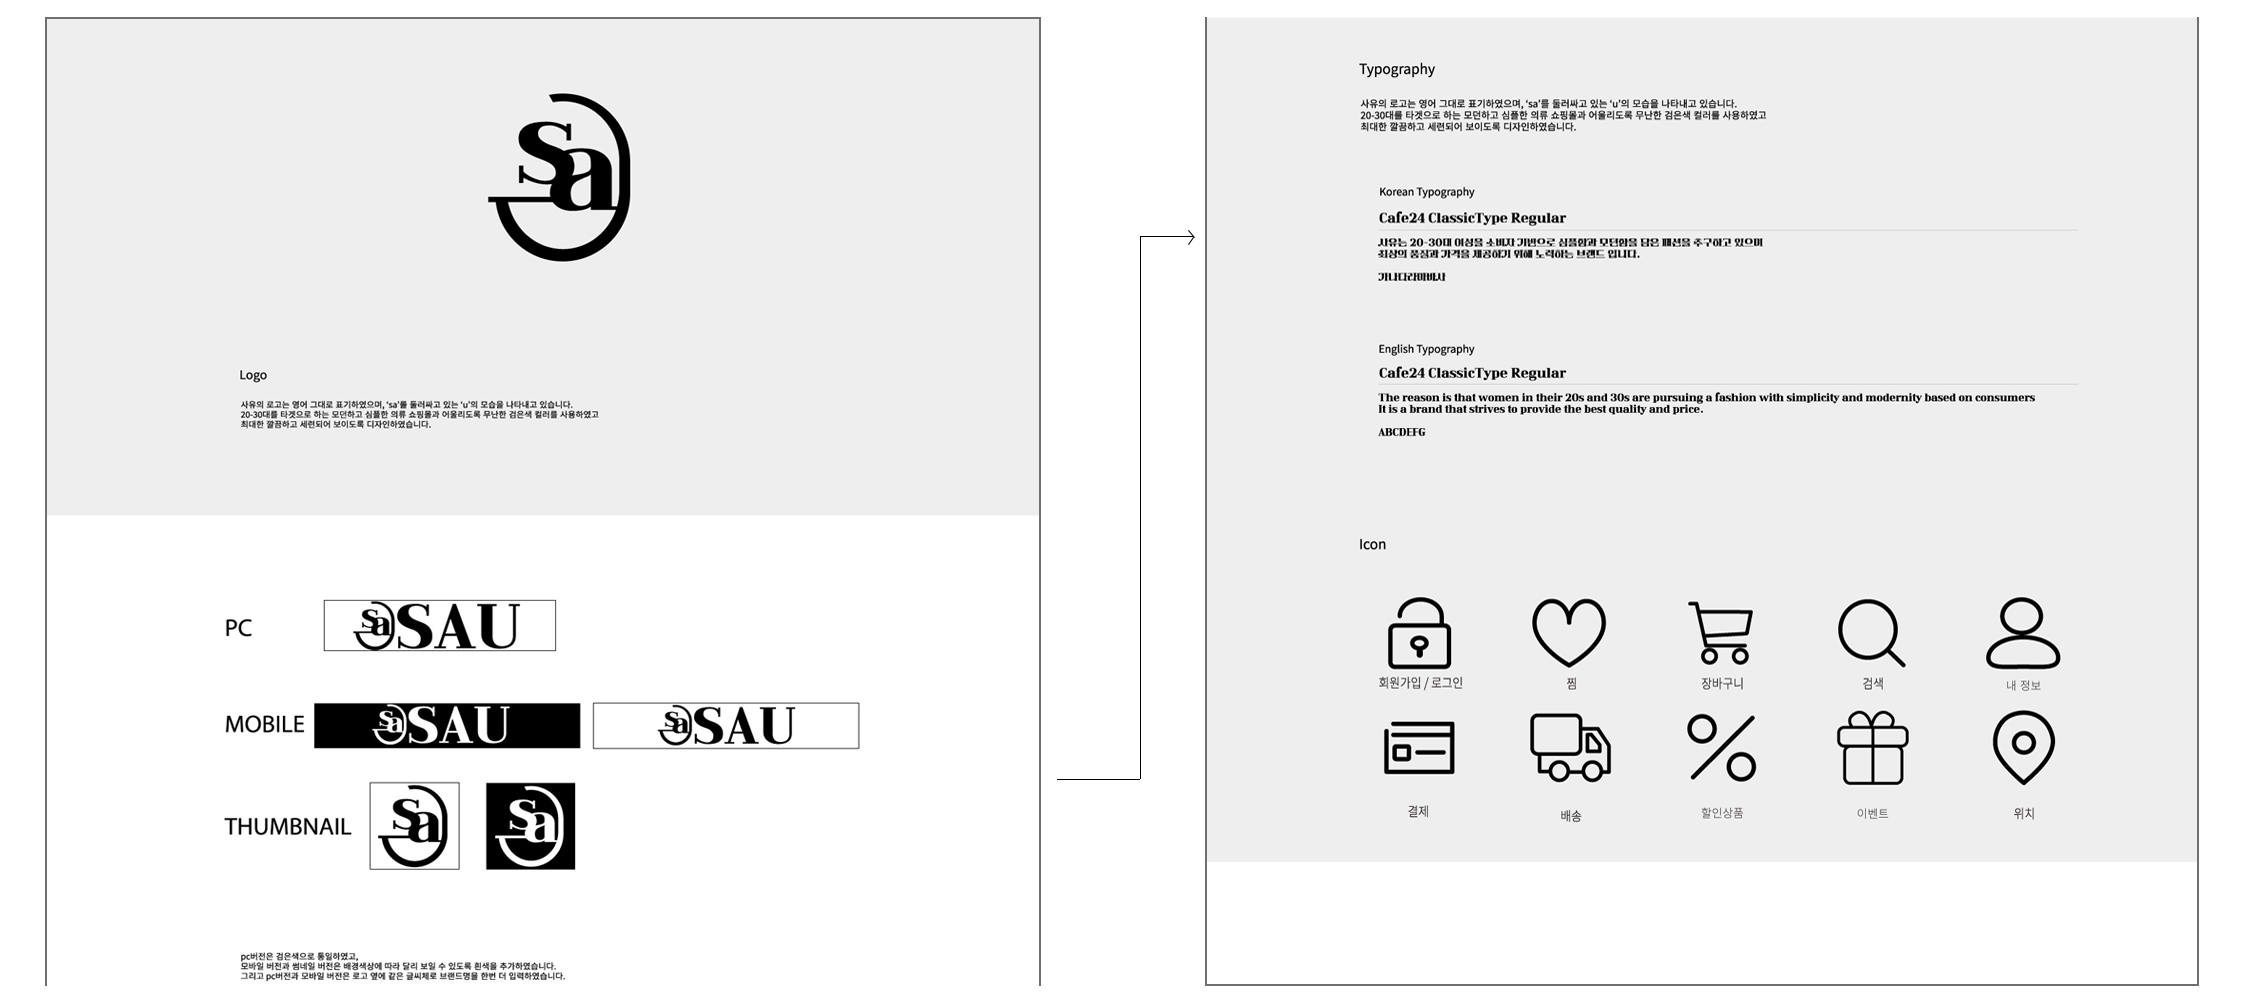 sa
Logo
사유의 로고는 영어 그대로 표기하였으며, ‘sa’를 둘러싸고 있는 ‘u’의 모습을 나타내고 있습니다.
20-30대를 타겟으로 하는 모던하고 심플한 의류 쇼핑몰과 어울리도록 무난한 검은색 컬러를 사용하였고
최대한 깔끔하고 세련되어 보이도록 디자인하였습니다.
PC
sa SAU
MOBILE
sa SAU
sa SAU
THUMBNAIL
sa
sa
pc버전은 검은색으로 통일하였고,
모바일 버전과 썸네일 버전은 배경색상에 따라 달리 보일 수 있도록 흰색을 추가하였습니다.
그리고 pc버전과 모바일 버전은 로고 옆에 같은 글씨체로 브랜드명을 한번 더 입력하였습니다.
Typography
사유의 로고는 영어 그대로 표기하였으며, ‘sa’를 둘러싸고 있는 ‘u’의 모습을 나타내고 있습니다.
20-30대를 타겟으로 하는 모던하고 심플한 의류 쇼핑몰과 어울리도록 무난한 검은색 컬러를 사용하였고
최대한 깔끔하고 세련되어 보이도록 디자인하였습니다.
Korean Typography
Cafe24 ClassicType Regular
사유는 20-30대 여성을 소비자 기반으로 심플함과 모던함을 담은 패션을 추구하고 있으며
최상의 품질과 가격을 제공하기 위해 노력하는 브랜드 입니다.
가나다라마바사
English Typography
Cafe24 ClassicType Regular
The reason is that women in their 20s and 30s are pursuing a fashion with simplicity and modernity based on consumers
It is a brand that strives to provide the best quality and price.
ABCDEFG
Icon
회원가입 / 로그인
찜
장바구니
검색
내 정보
결제
배송
할인상품
이벤트
위치